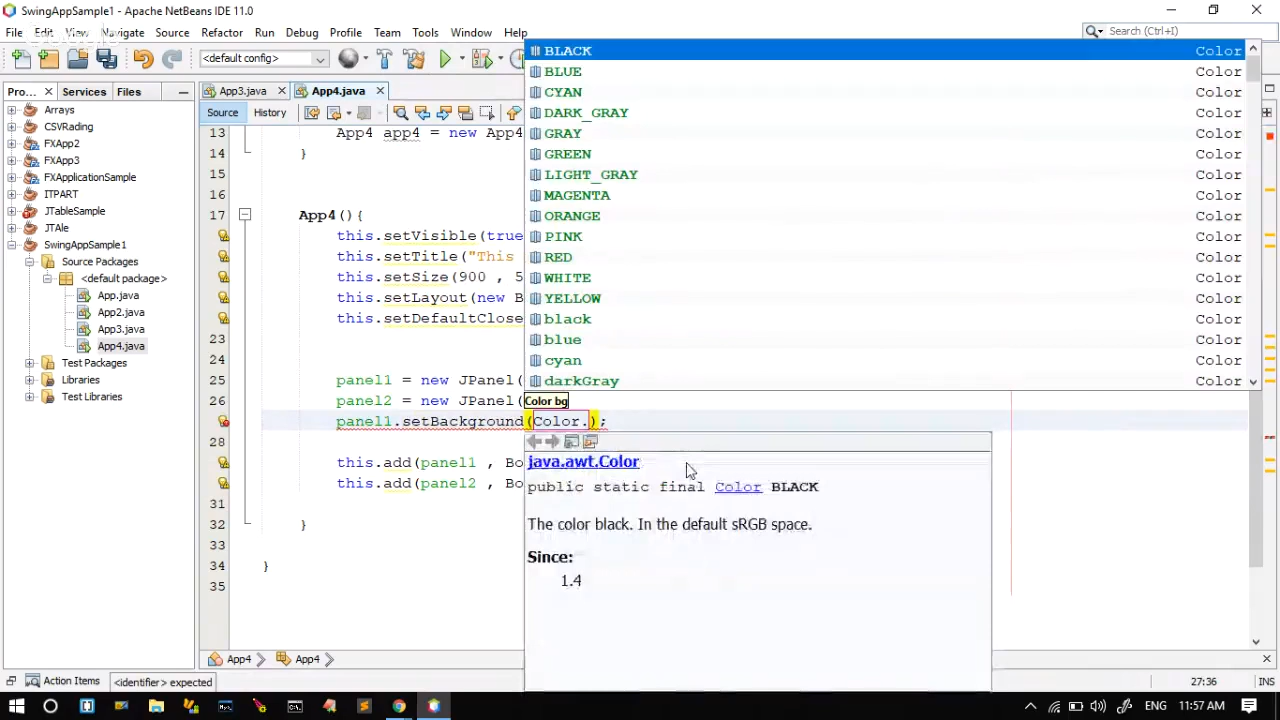 SwingAppSample1 - Apache NetBeans IDE 11.0
File Edit View Navigate Source Refactor Run Debug Profile Team Tools Window Help
Search (Ctrl+I)
<default config>
Pro... Services Files
App3.java App4.java
Source History
Arrays
CSVRading
FXApp2
FXApp3
FXApplicationSample
ITPART
JTableSample
JTAle
SwingAppSample1
Source Packages
<default package>
App.java
App2.java
App3.java
App4.java
Test Packages
Libraries
Test Libraries
13 App4 app4 = new App4
14 }
15
16
17 App4(){
this.setVisible(true
this.setTitle("This
this.setSize(900 , 5
this.setLayout(new B
this.setDefaultClose
23
24
25 panel1 = new JPanel(
26 panel2 = new JPanel(
panel1.setBackground(Color.);
28
this.add(panel1 , Bo
this.add(panel2 , Bo
31
32 }
33
34 }
35
BLACK Color
BLUE Color
CYAN Color
DARK_GRAY Color
GRAY Color
GREEN Color
LIGHT_GRAY Color
MAGENTA Color
ORANGE Color
PINK Color
RED Color
WHITE Color
YELLOW Color
black Color
blue Color
cyan Color
darkGray Color
Color bg
java.awt.Color
public static final Color BLACK
The color black. In the default sRGB space.
Since:
1.4
App4 App4
Action Items <identifier> expected 27:36 INS
ENG 11:57 AM